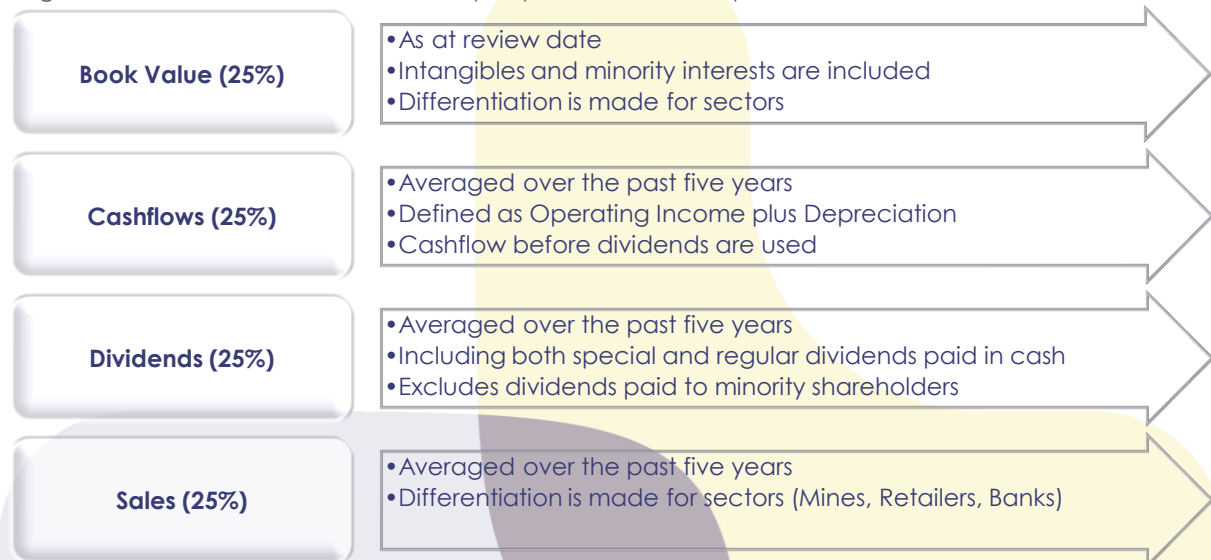 Book Value (25%)
•As at review date
•Intangibles and minority interests are included
•Differentiation is made for sectors
Cashflows (25%)
•Averaged over the past five years
•Defined as Operating Income plus Depreciation
•Cashflow before dividends are used
Dividends (25%)
•Averaged over the past five years
•Including both special and regular dividends paid in cash
•Excludes dividends paid to minority shareholders
Sales (25%)
•Averaged over the past five years
•Differentiation is made for sectors (Mines, Retailers, Banks)